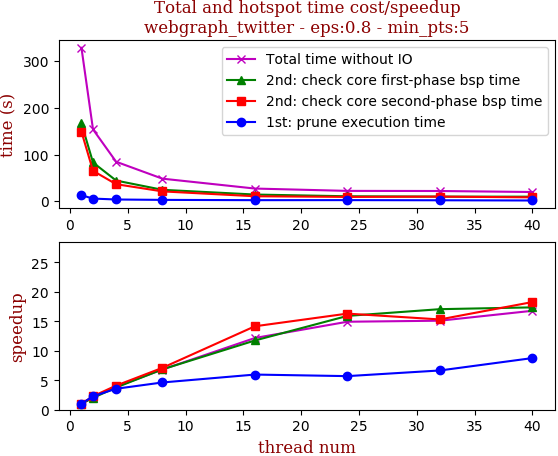 Total and hotspot time cost/speedup
webgraph_twitter - eps:0.8 - min_pts:5
time (s)
300
200
100
0
Total time without IO
2nd: check core first-phase bsp time
2nd: check core second-phase bsp time
1st: prune execution time
0 5 10 15 20 25 30 35 40
speedup
25
20
15
10
5
0
0 5 10 15 20 25 30 35 40
thread num